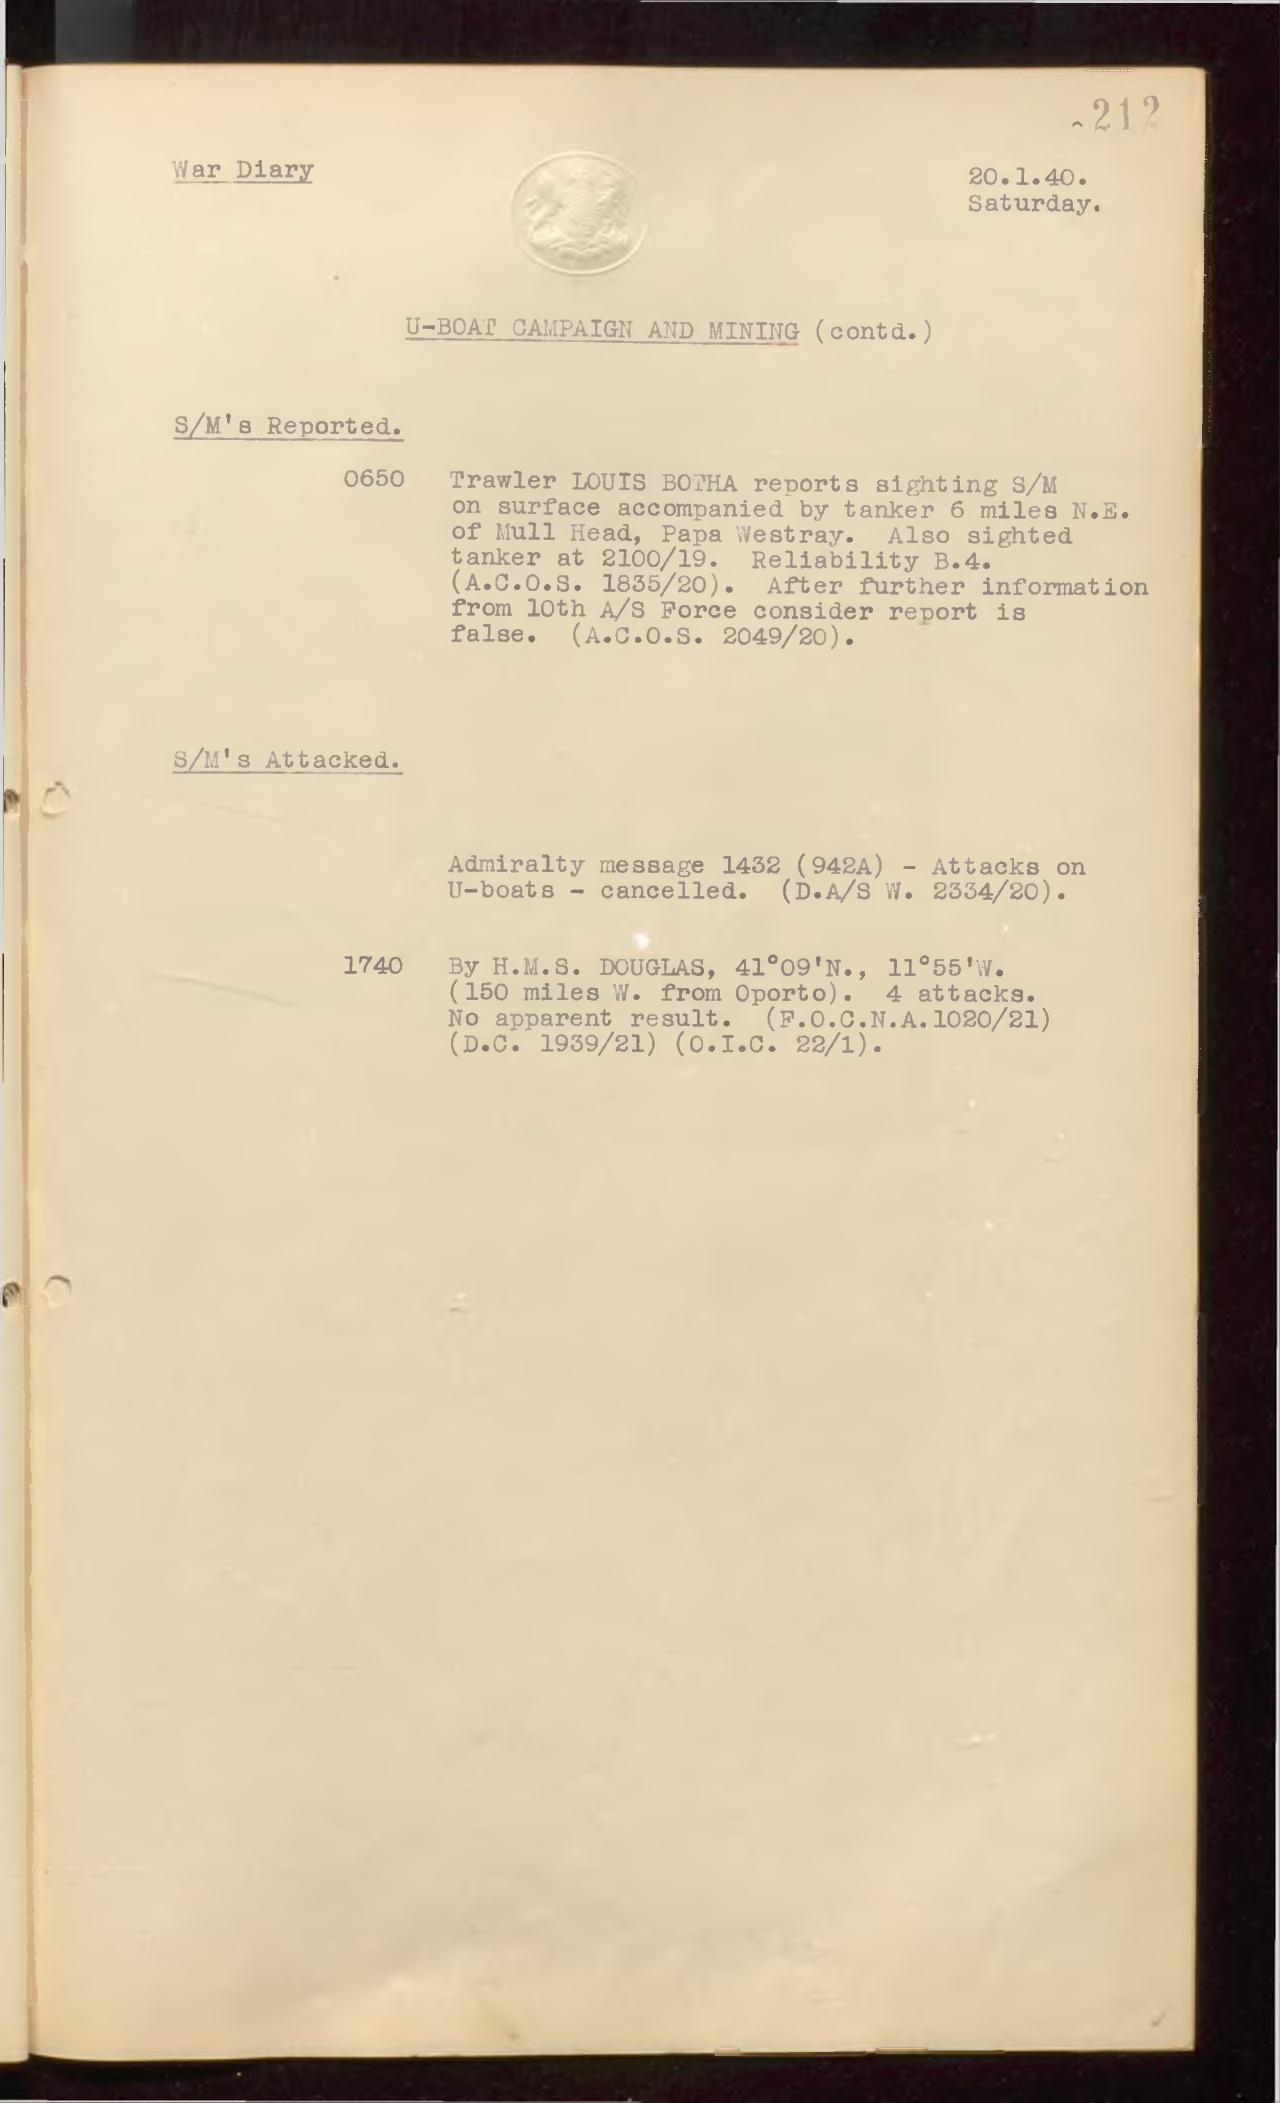 212
War Diary
20.1.40.
Saturday.
U-BOAT CAMPAIGN AND MINING (contd.)
S/M's Reported.
0650 Trawler LOUIS BOTHA reports sighting S/M
on surface accompanied by tanker 6 miles N.E.
of Mull Head, Papa Westray. Also sighted
tanker at 2100/19. Reliability B.4.
(A.C.O.S. 1835/20). After further information
from 10th A/S Force consider report is
false. (A.C.O.S. 2049/20).
S/M's Attacked.
Admiralty message 1432 (942A) - Attacks on
U-boats - cancelled. (D.A/S W. 2334/20).
1740 By H.M.S. DOUGLAS, 41°09'N., 11°55'W.
(150 miles W. from Oporto). 4 attacks.
No apparent result. (F.O.C.N.A.1020/21)
(D.C. 1939/21) (O.I.C. 22/1).